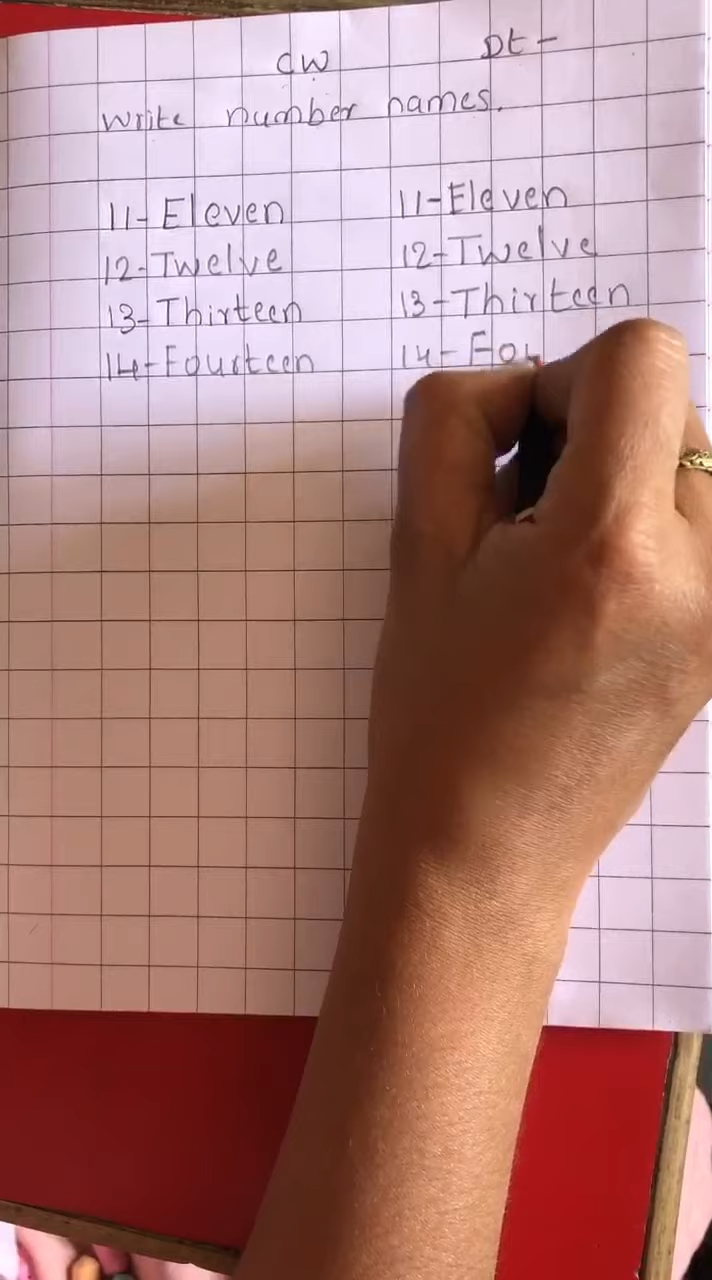 CW Dt-
Write number names.
11-Eleven 11-Eleven
12-Twelve 12-Twelve
13-Thirteen 13-Thirteen
14-Fourteen 14-Fou